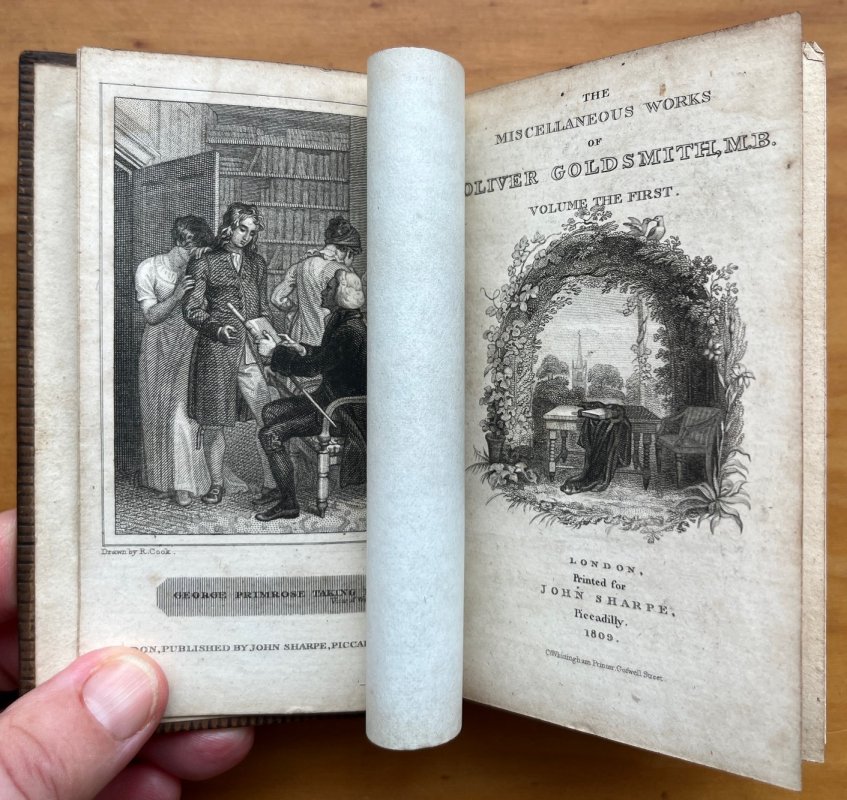 Drawn by R. Cook.
GEORGE PRIMROSE TAKING
DON, PUBLISHED BY JOHN SHARPE, PICCA
THE
MISCELLANEOUS WORKS
OF
OLIVER GOLDSMITH, M.B.
VOLUME THE FIRST.
LONDON,
Printed for
JOHN SHARPE,
Piccadilly.
1809.
C. Whittingham Printer Goswell Street.